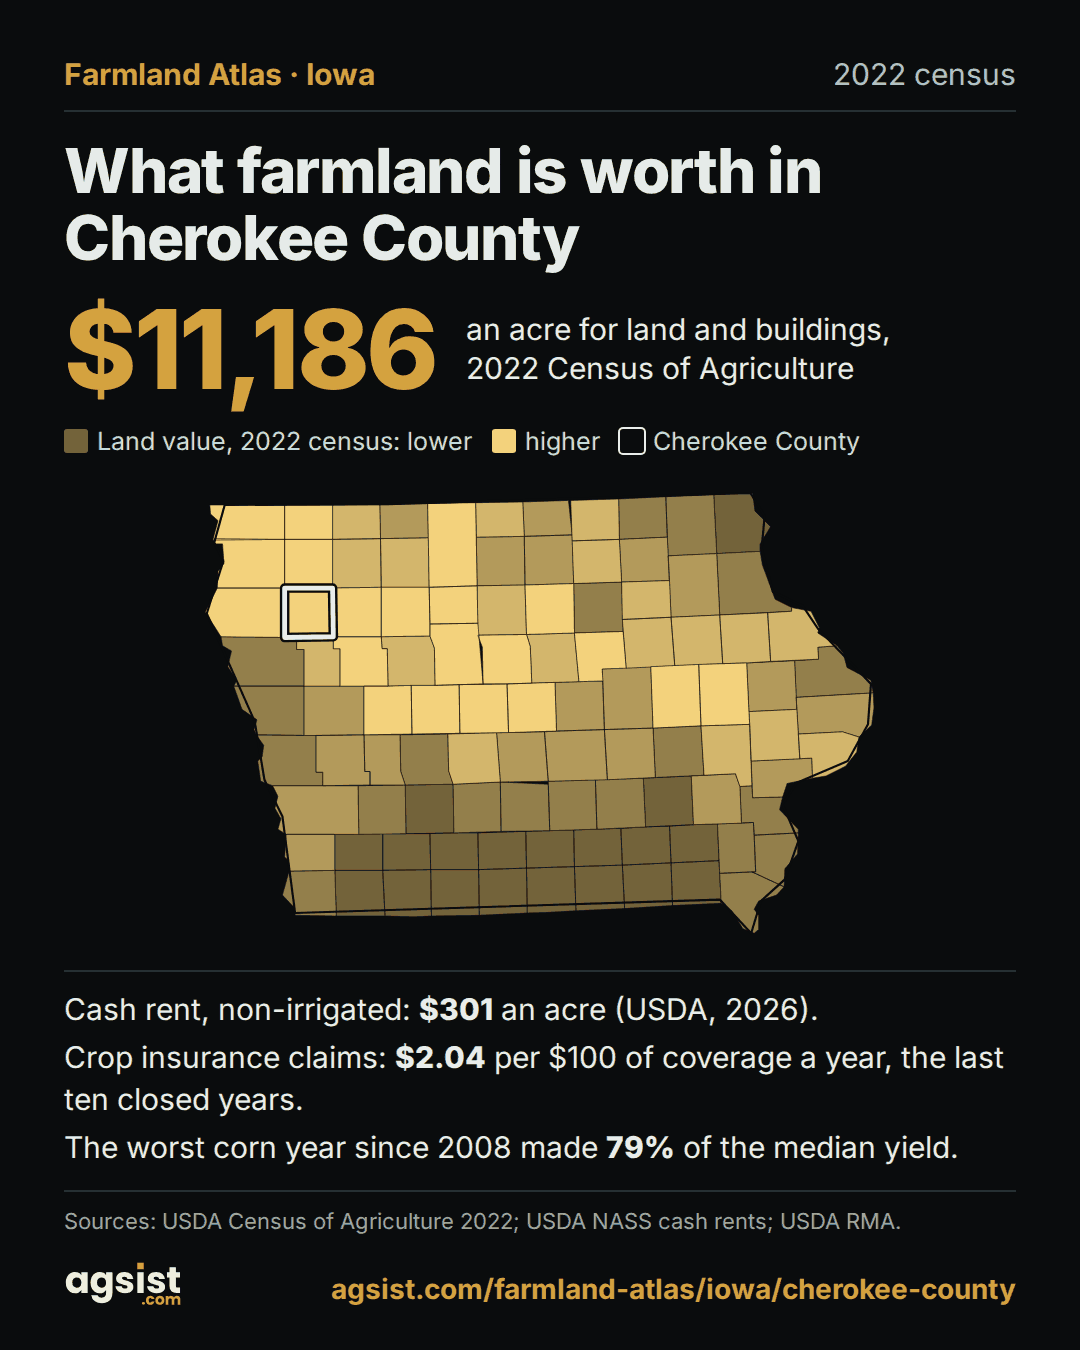 Farmland Atlas · Iowa
2022 census
What farmland is worth in
Cherokee County
$11,186
an acre for land and buildings,
2022 Census of Agriculture
Land value, 2022 census: lower
higher
Cherokee County
Cash rent, non-irrigated: $301 an acre (USDA, 2026).
Crop insurance claims: $2.04 per $100 of coverage a year, the last
ten closed years.
The worst corn year since 2008 made 79% of the median yield.
Sources: USDA Census of Agriculture 2022; USDA NASS cash rents; USDA RMA.
agsist
.com
agsist.com/farmland-atlas/iowa/cherokee-county